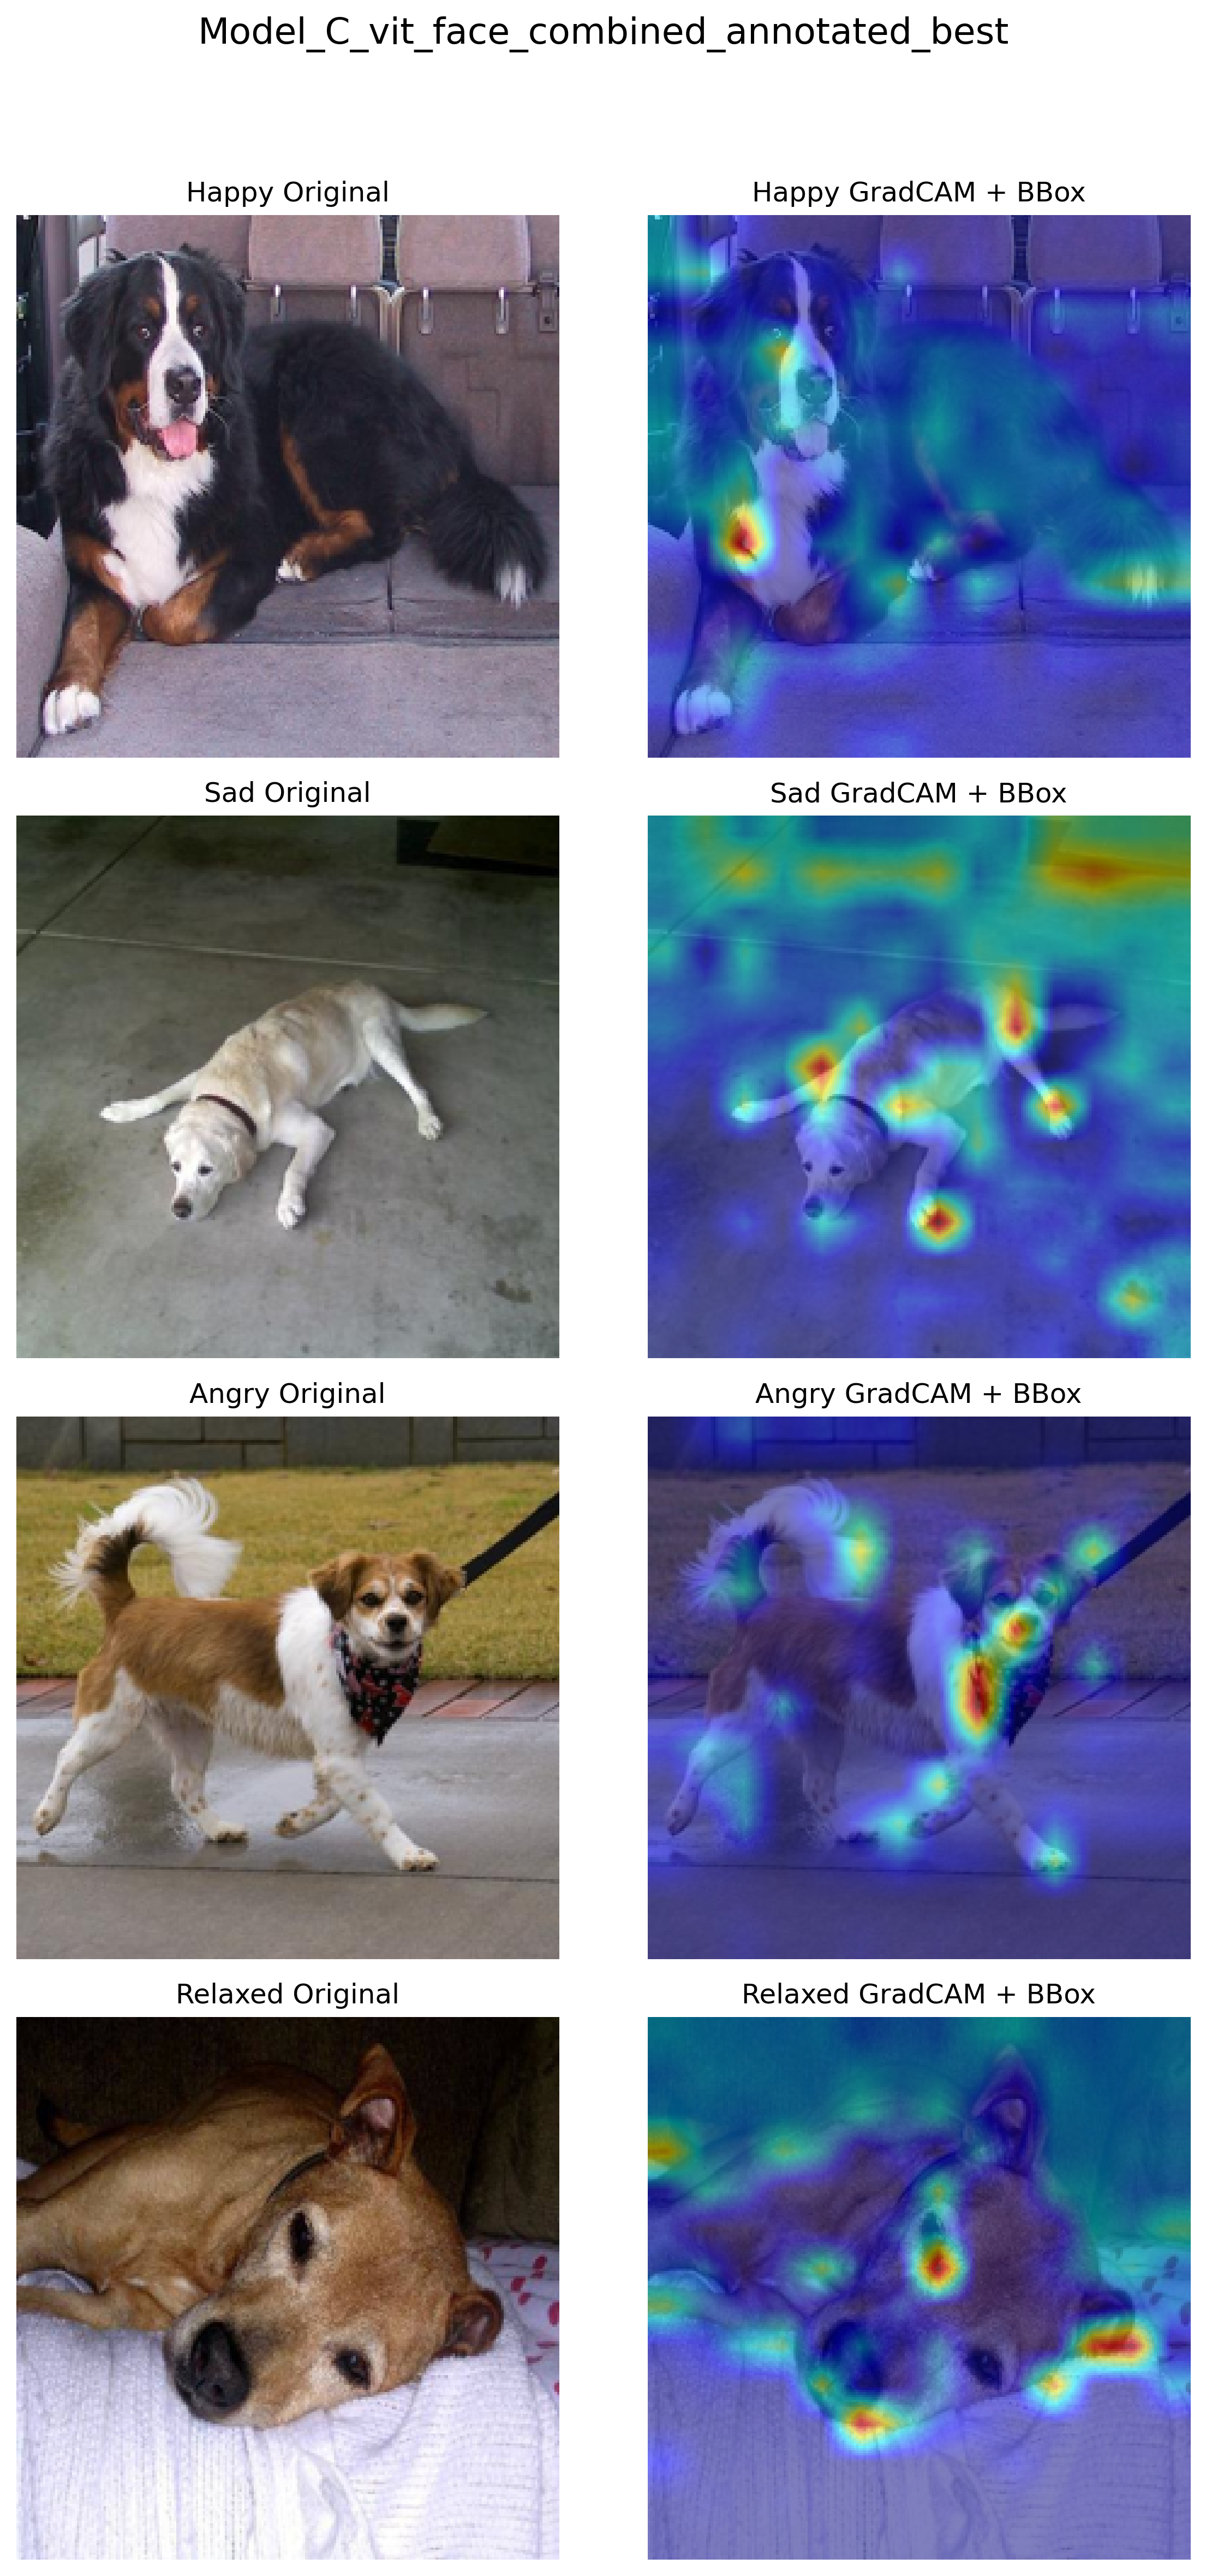 Model_C_vit_face_combined_annotated_best
Happy Original
Happy GradCAM + BBox
Sad Original
Sad GradCAM + BBox
Angry Original
Angry GradCAM + BBox
Relaxed Original
Relaxed GradCAM + BBox